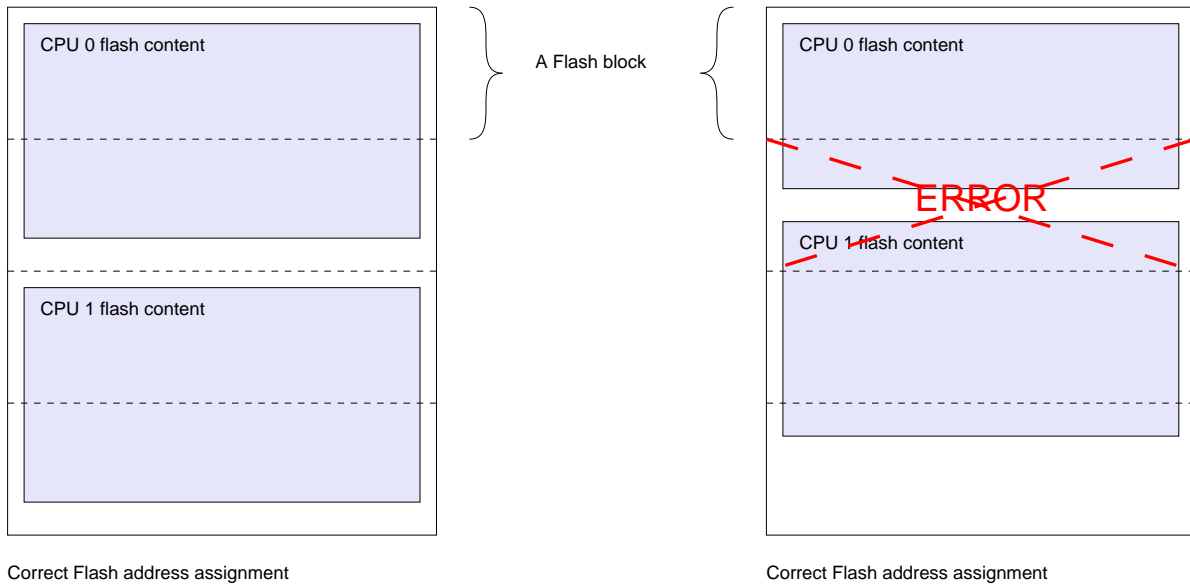 CPU 0 flash content
A Flash block
CPU 0 flash content
ERROR
CPU 1 flash content
CPU 1 flash content
Correct Flash address assignment
Correct Flash address assignment